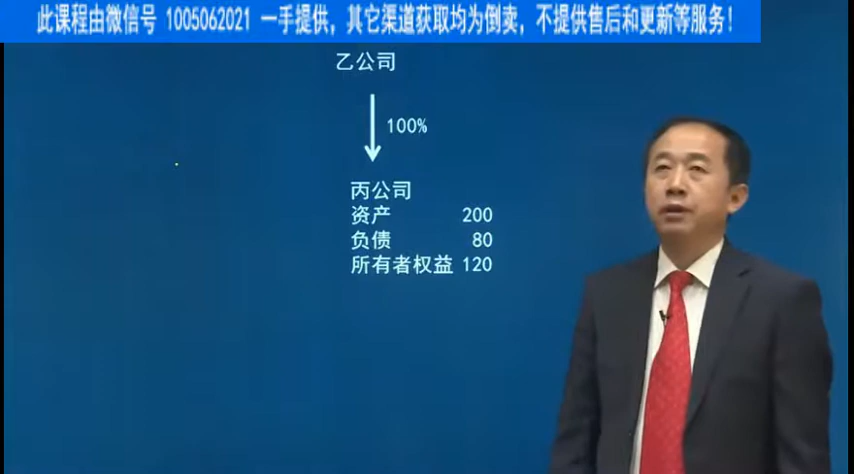 此课程由微信号 1005062021 一手提供，其它渠道获取均为倒卖，不提供售后和更新等服务！
乙公司
100%
丙公司
资产 200
负债 80
所有者权益 120